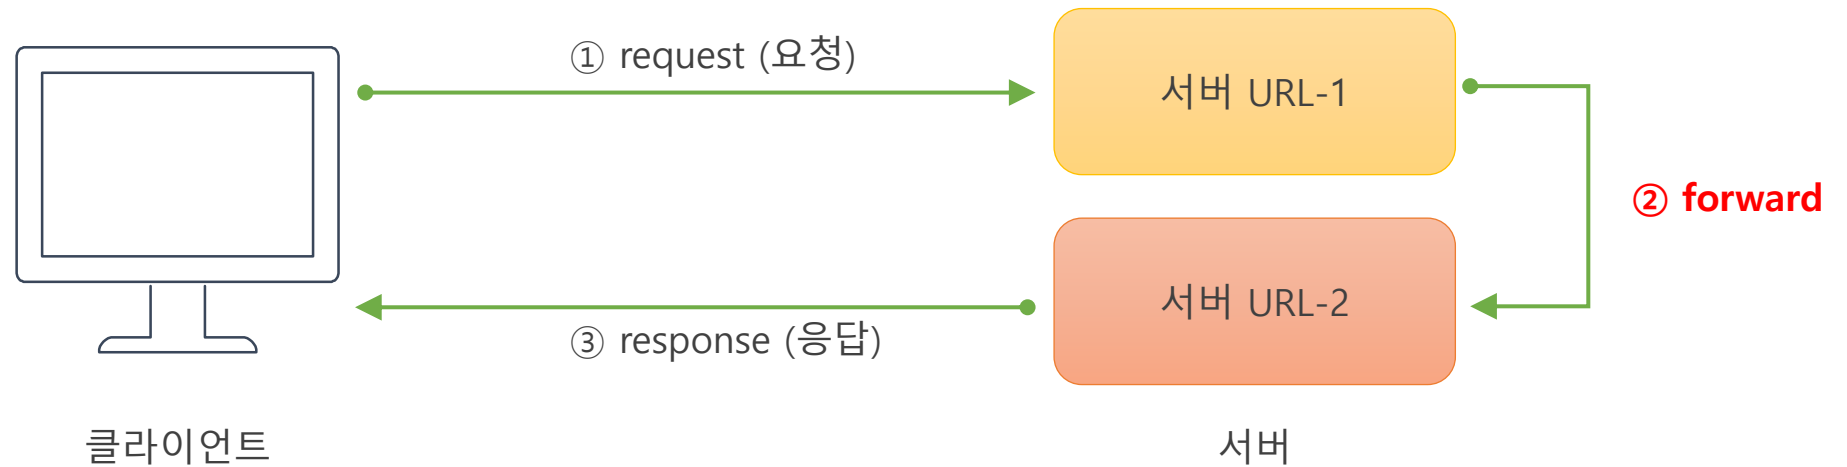 ① request (요청)
서버 URL-1
② forward
서버 URL-2
③ response (응답)
클라이언트
서버